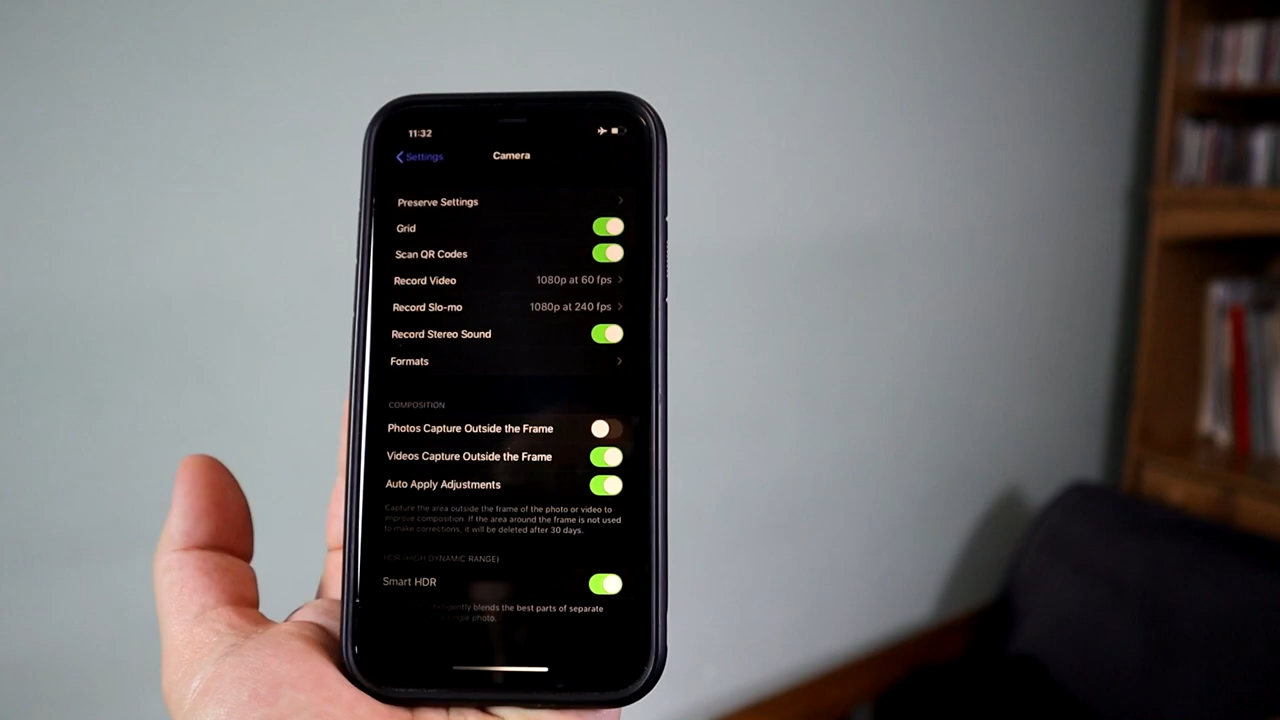 11:32
Settings
Camera
Preserve Settings
Grid
Scan QR Codes
Record Video 1080p at 60 fps
Record Slo-mo 1080p at 240 fps
Record Stereo Sound
Formats
COMPOSITION
Photos Capture Outside the Frame
Videos Capture Outside the Frame
Auto Apply Adjustments
Capture the area outside the frame of the photo or video to
improve composition. If the area around the frame is not used
to make corrections, it will be deleted after 30 days.
HDR (HIGH DYNAMIC RANGE)
Smart HDR
blends the best parts of separate
photo.